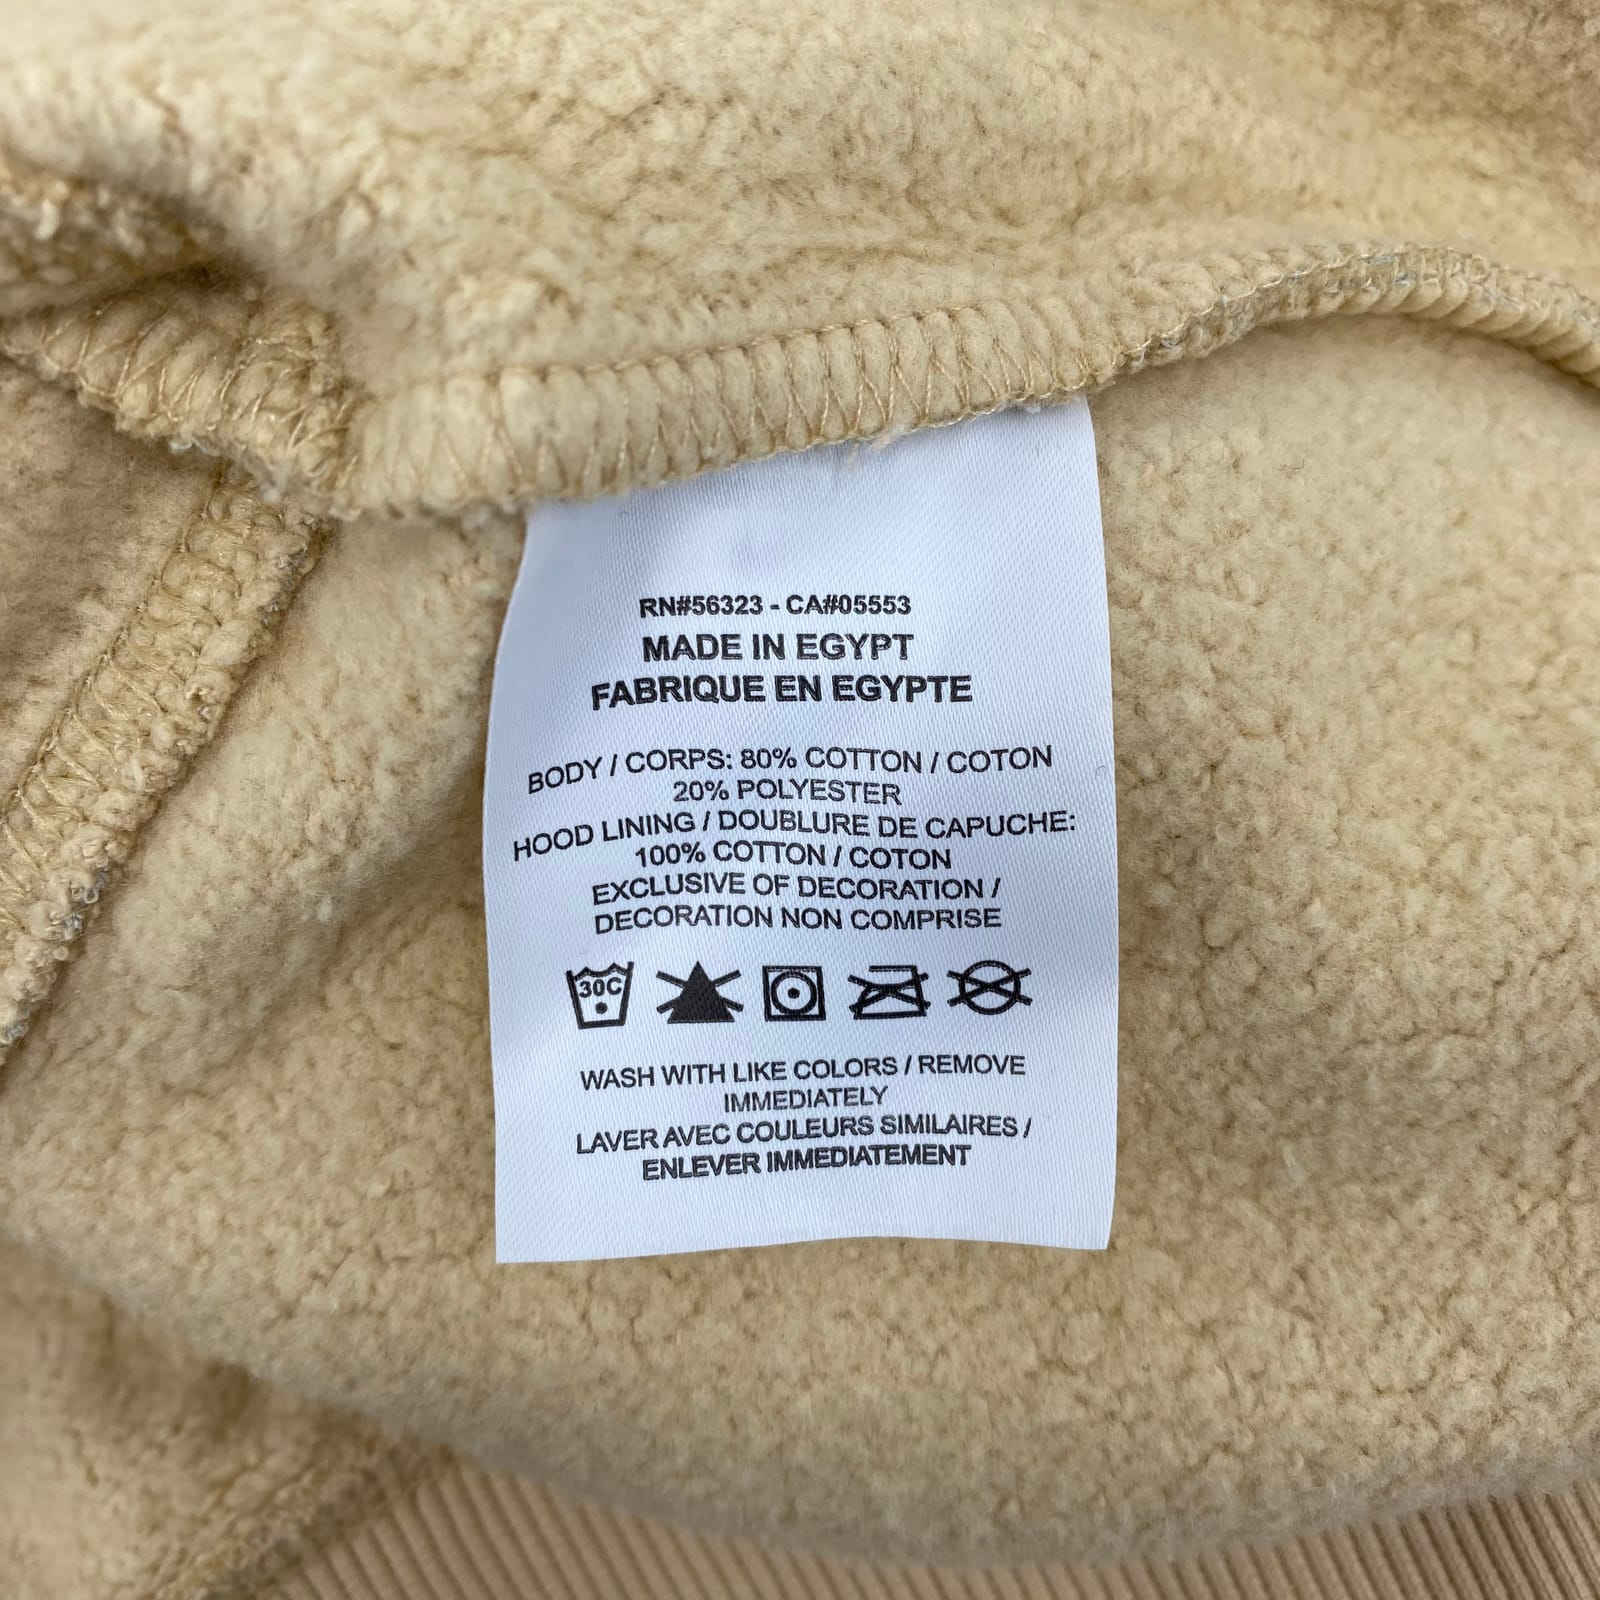 RN#56323 - CA#05553
MADE IN EGYPT
FABRIQUE EN EGYPTE
BODY / CORPS: 80% COTTON / COTON
20% POLYESTER
HOOD LINING / DOUBLURE DE CAPUCHE:
100% COTTON / COTON
EXCLUSIVE OF DECORATION /
DECORATION NON COMPRISE
30C
WASH WITH LIKE COLORS / REMOVE
IMMEDIATELY
LAVER AVEC COULEURS SIMILAIRES /
ENLEVER IMMEDIATEMENT